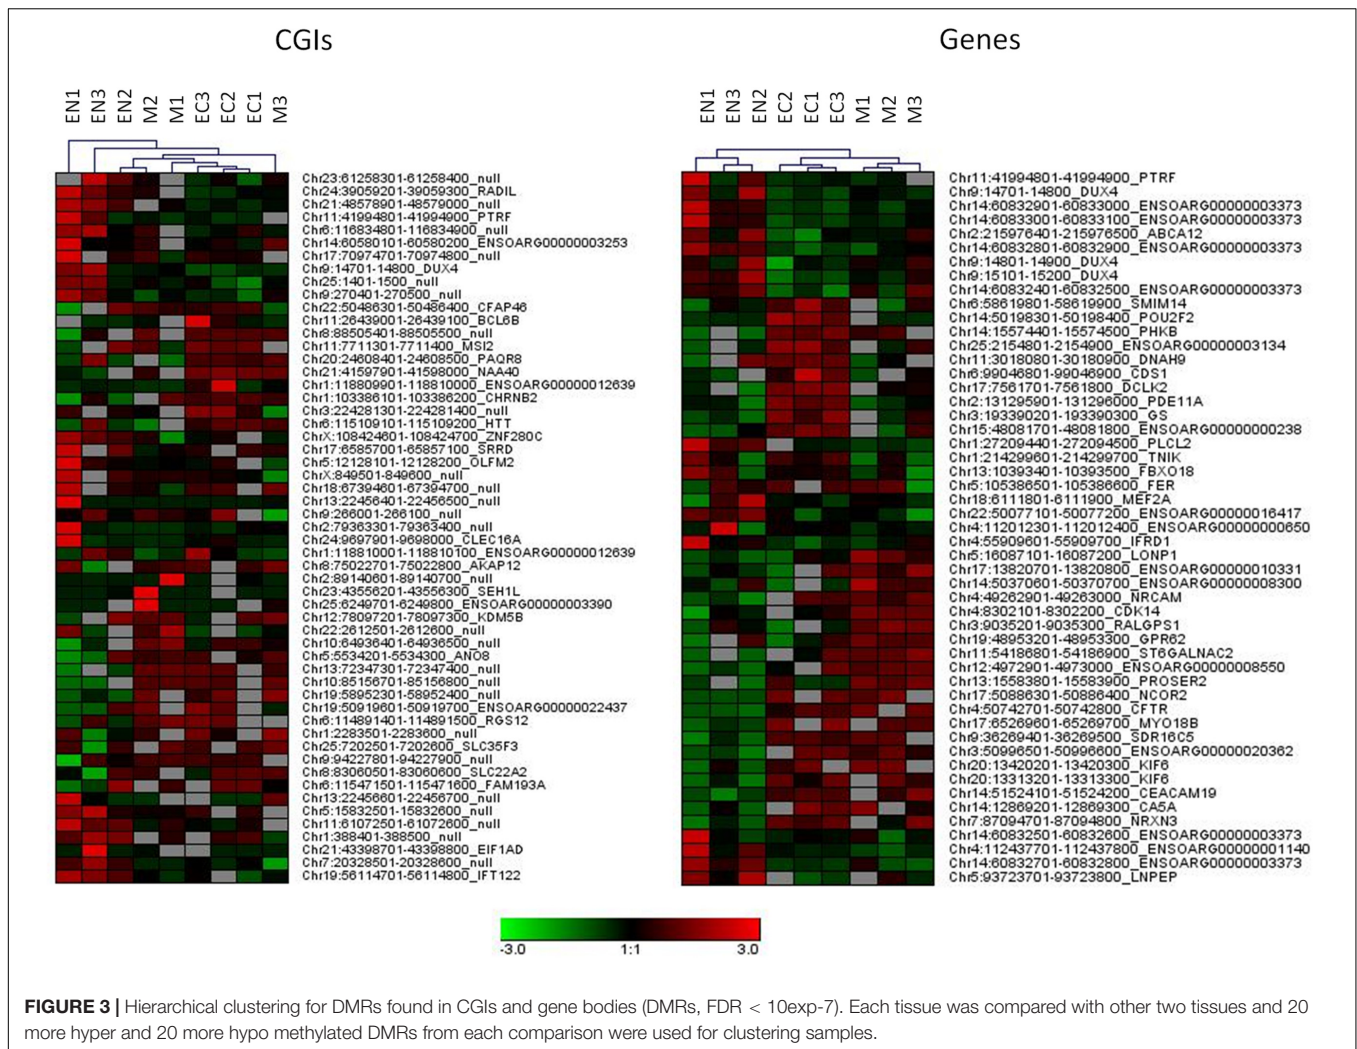 CGIs
EN1 EN3 EN2 M2 M1 EC3 EC2 EC1 M3
Chr23:61258301-61258400_null
Chr24:39059201-39059300_RADIL
Chr21:48578901-48579000_null
Chr11:41994801-41994900_PTRF
Chr6:116834801-116834900_null
Chr14:60580101-60580200_ENSOARG00000003253
Chr17:70974701-70974800_null
Chr9:14701-14800_DUX4
Chr25:1401-1500_null
Chr9:270401-270500_null
Chr22:50486301-50486400_CFAP46
Chr11:26439001-26439100_BCL6B
Chr8:88505401-88505500_null
Chr11:7711301-7711400_MSI2
Chr20:24608401-24608500_PAQR8
Chr21:41597901-41598000_NAA40
Chr1:118809901-118810000_ENSOARG00000012639
Chr1:103386101-103386200_CHRNB2
Chr3:224281301-224281400_null
Chr6:115109101-115109200_HTT
ChrX:108424601-108424700_ZNF280C
Chr17:65857001-65857100_SRRD
Chr5:12128101-12128200_OLFM2
ChrX:849501-849600_null
Chr18:67394601-67394700_null
Chr13:22456401-22456500_null
Chr9:266001-266100_null
Chr2:79363301-79363400_null
Chr24:9697901-9698000_CLEC16A
Chr1:118810001-118810100_ENSOARG00000012639
Chr8:75022701-75022800_AKAP12
Chr2:89140601-89140700_null
Chr23:43556201-43556300_SEH1L
Chr25:6249701-6249800_ENSOARG00000003390
Chr12:78097201-78097300_KDM5B
Chr22:2612501-2612600_null
Chr10:64936401-64936500_null
Chr5:5534201-5534300_ANO8
Chr13:72347301-72347400_null
Chr10:85156701-85156800_null
Chr19:58952301-58952400_null
Chr19:50919601-50919700_ENSOARG00000022437
Chr6:114891401-114891500_RGS12
Chr1:2283501-2283600_null
Chr25:7202501-7202600_SLC35F3
Chr9:94227801-94227900_null
Chr8:83060501-83060600_SLC22A2
Chr6:115471501-115471600_FAM193A
Chr13:22456601-22456700_null
Chr5:15832501-15832600_null
Chr11:61072501-61072600_null
Chr1:388401-388500_null
Chr21:43398701-43398800_EIF1AD
Chr7:20328501-20328600_null
Chr19:56114701-56114800_IFT122
Genes
EN1 EN3 EN2 EC2 EC1 EC3 M1 M2 M3
Chr11:41994801-41994900_PTRF
Chr9:14701-14800_DUX4
Chr14:60832901-60833000_ENSOARG00000003373
Chr14:60833001-60833100_ENSOARG00000003373
Chr2:215976401-215976500_ABCA12
Chr14:60832801-60832900_ENSOARG00000003373
Chr9:14801-14900_DUX4
Chr9:15101-15200_DUX4
Chr14:60832401-60832500_ENSOARG00000003373
Chr6:58619801-58619900_SMIM14
Chr14:50198301-50198400_POU2F2
Chr14:15574401-15574500_PHKB
Chr25:2154801-2154900_ENSOARG00000003134
Chr11:30180801-30180900_DNAH9
Chr6:99046801-99046900_CDS1
Chr17:7561701-7561800_DCLK2
Chr2:131295901-131296000_PDE11A
Chr3:193390201-193390300_GS
Chr15:48081701-48081800_ENSOARG00000000238
Chr1:272094401-272094500_PLCL2
Chr1:214299601-214299700_TNIK
Chr13:10393401-10393500_FBXO18
Chr5:105386501-105386600_FER
Chr18:6111801-6111900_MEF2A
Chr22:50077101-50077200_ENSOARG00000016417
Chr4:112012301-112012400_ENSOARG00000000650
Chr4:55909601-55909700_IFRD1
Chr5:16087101-16087200_LONP1
Chr17:13820701-13820800_ENSOARG00000010331
Chr14:50370601-50370700_ENSOARG00000008300
Chr4:49262901-49263000_NRCAM
Chr4:8302101-8302200_CDK14
Chr3:9035201-9035300_RALGPS1
Chr19:48953201-48953300_GPR62
Chr11:54186801-54186900_ST6GALNAC2
Chr12:4972901-4973000_ENSOARG00000008550
Chr13:15583801-15583900_PROSER2
Chr17:50886301-50886400_NCOR2
Chr4:50742701-50742800_CFTR
Chr17:65269601-65269700_MYO18B
Chr9:36269401-36269500_SDR16C5
Chr3:50996501-50996600_ENSOARG00000020362
Chr20:13420201-13420300_KIF6
Chr20:13313201-13313300_KIF6
Chr14:51524101-51524200_CEACAM19
Chr14:12869201-12869300_CA5A
Chr7:87094701-87094800_NRXN3
Chr14:60832501-60832600_ENSOARG00000003373
Chr4:112437701-112437800_ENSOARG00000001140
Chr14:60832701-60832800_ENSOARG00000003373
Chr5:93723701-93723800_LNPEP
-3.0 1:1 3.0
FIGURE 3 | Hierarchical clustering for DMRs found in CGIs and gene bodies (DMRs, FDR < 10exp-7). Each tissue was compared with other two tissues and 20
more hyper and 20 more hypo methylated DMRs from each comparison were used for clustering samples.